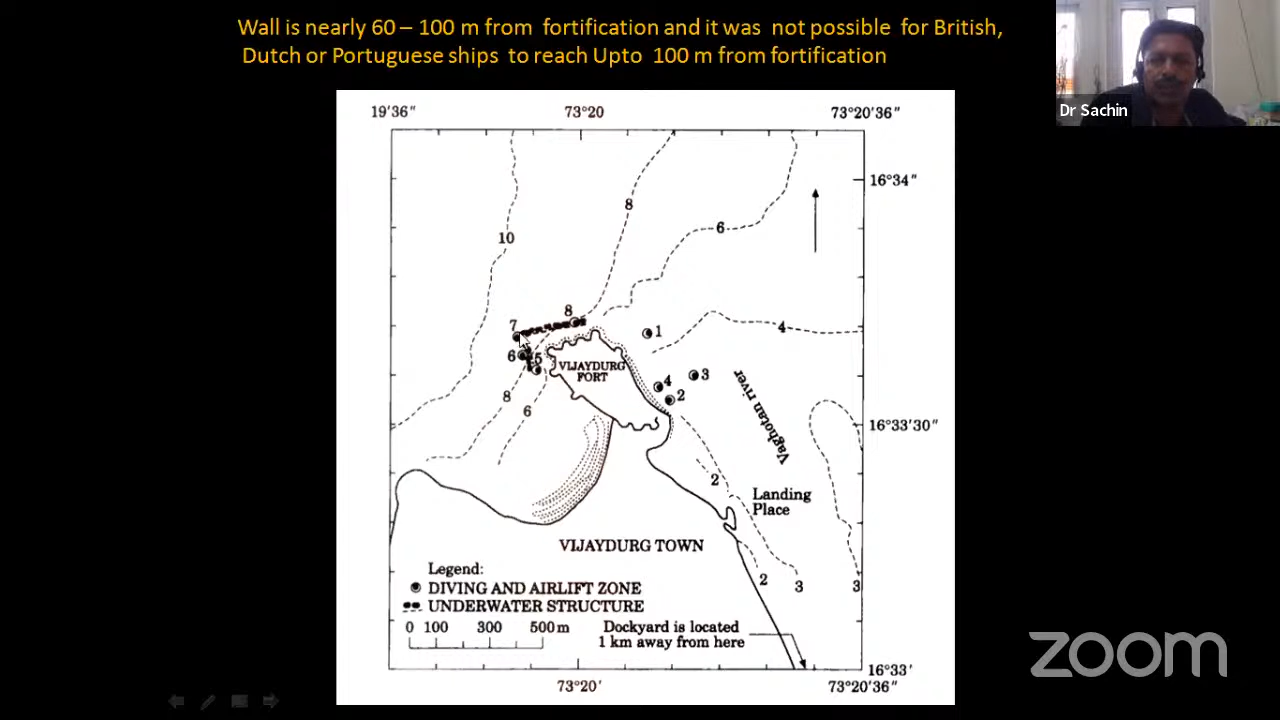 Wall is nearly 60 – 100 m from fortification and it was not possible for British,
Dutch or Portuguese ships to reach Upto 100 m from fortification
Dr Sachin
19'36" 73°20 73°20'36"
16°34"
8
6
10
8
7
1
4
6
5
VIJAYDURG
FORT
4
3
2
8
6
Vaghotan river
16°33'30"
2
Landing
Place
VIJAYDURG TOWN
Legend:
DIVING AND AIRLIFT ZONE
UNDERWATER STRUCTURE
2
3
3
0 100 300 500 m
Dockyard is located
1 km away from here
16°33'
73°20' 73°20'36"
zoom